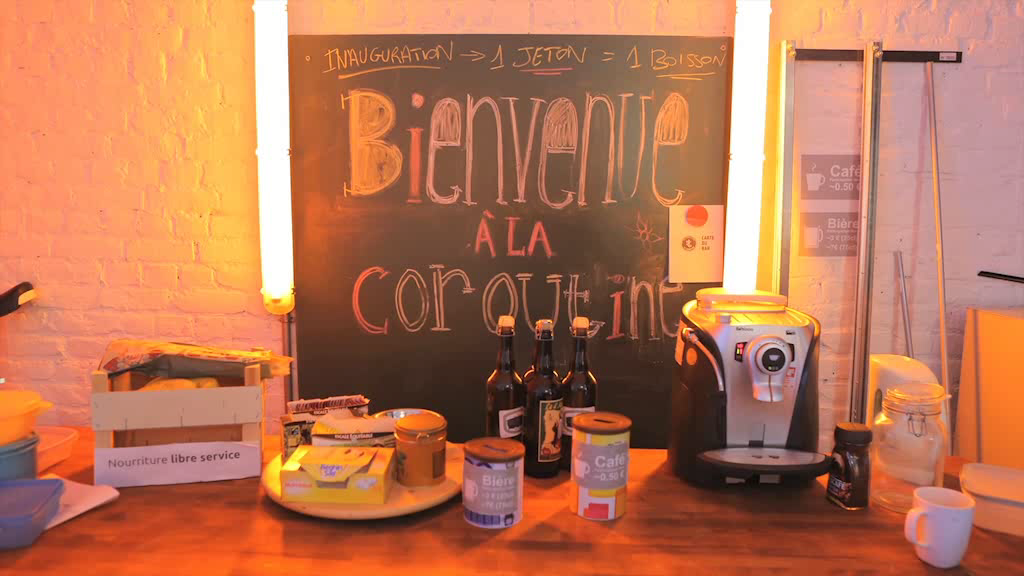 INAUGURATION → 1 JETON = 1 BOISSON
Bienvenue
À LA
Coroutine
CARTE
DU
BAR
Café
~0.50 €
Bière
Nourriture libre service
Bière
Café
~0.50